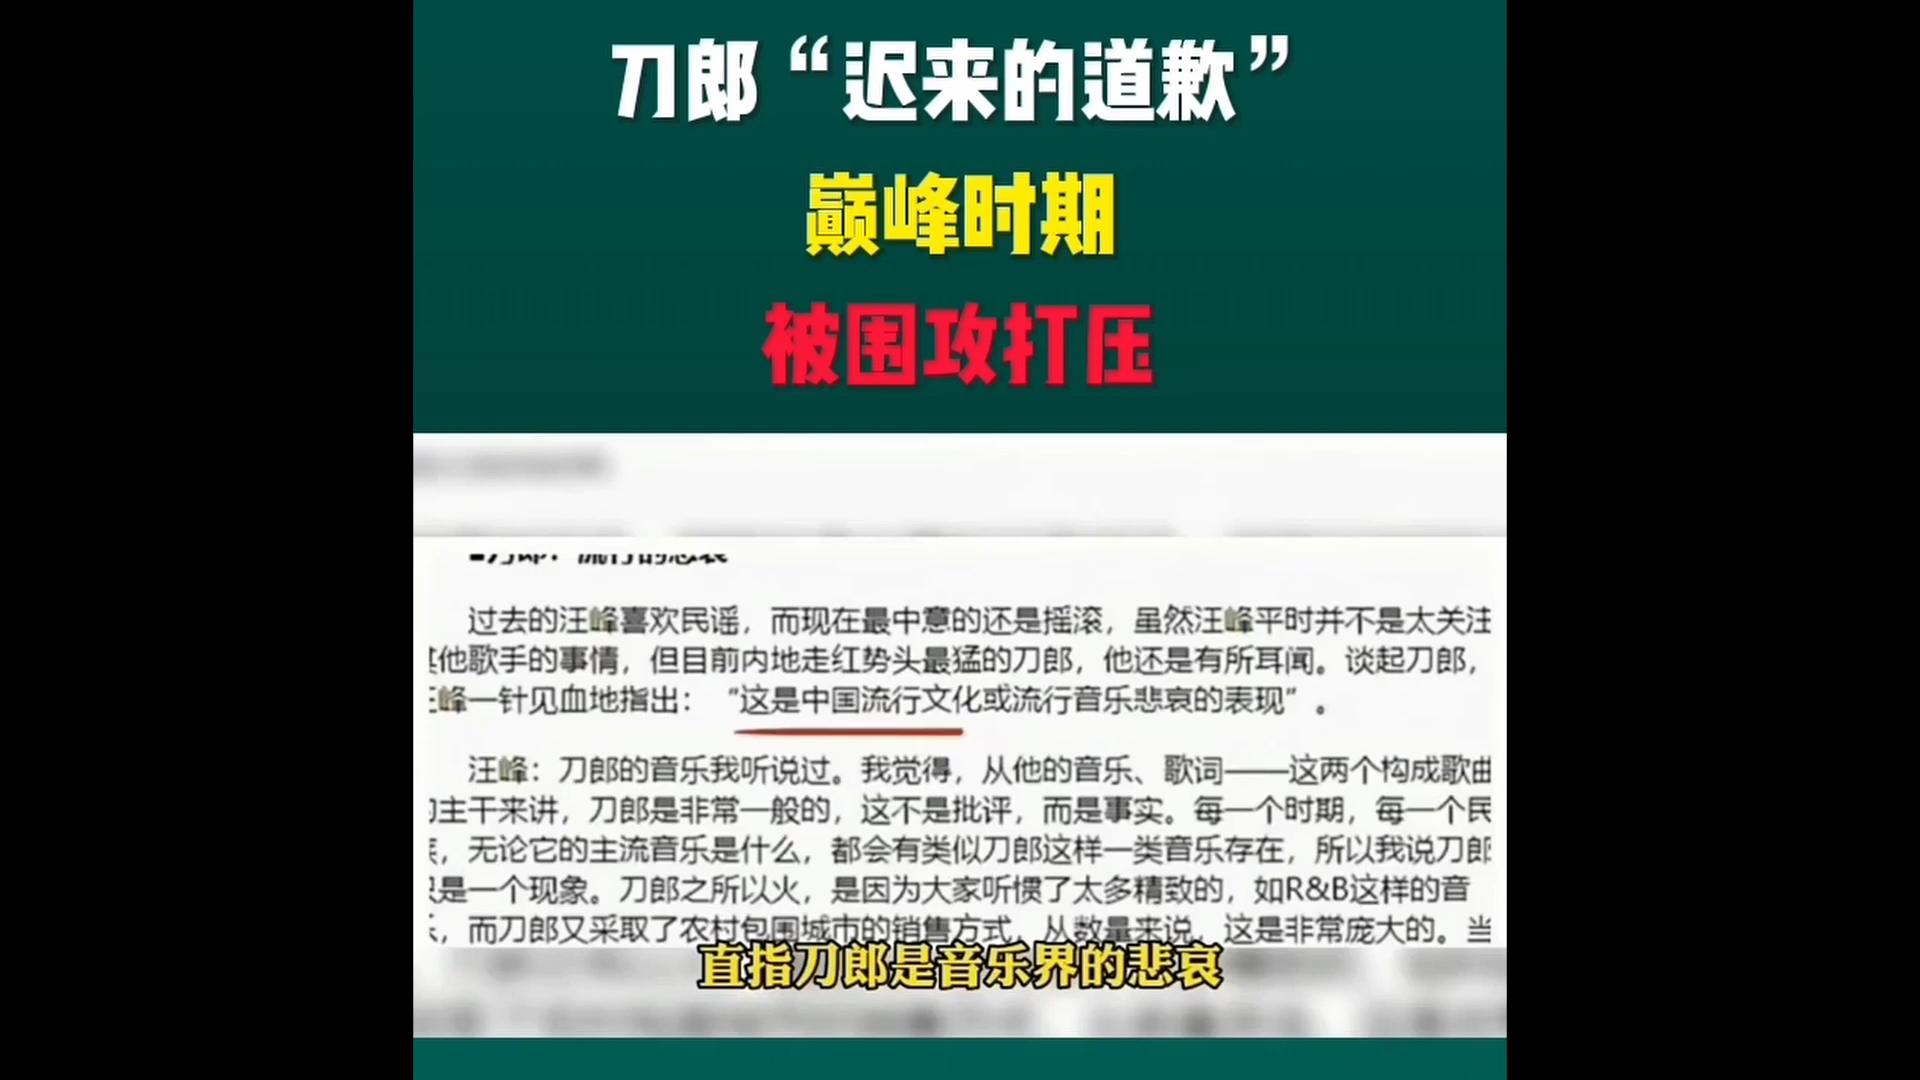 刀郎“迟来的道歉”
巅峰时期
被围攻打压
刀郎：流行的悲哀
过去的汪峰喜欢民谣，而现在最中意的还是摇滚，虽然汪峰平时并不是太关注
其他歌手的事情，但目前内地走红势头最猛的刀郎，他还是有所耳闻。谈起刀郎，
汪峰一针见血地指出：“这是中国流行文化或流行音乐悲哀的表现”。
汪峰：刀郎的音乐我听说过。我觉得，从他的音乐、歌词——这两个构成歌曲
的主干来讲，刀郎是非常一般的，这不是批评，而是事实。每一个时期，每一个民
族，无论它的主流音乐是什么，都会有类似刀郎这样一类音乐存在，所以我说刀郎
只是一个现象。刀郎之所以火，是因为大家听惯了太多精致的，如R&B这样的音
乐，而刀郎又采取了农村包围城市的销售方式，从数量来说，这是非常庞大的。当
直指刀郎是音乐界的悲哀